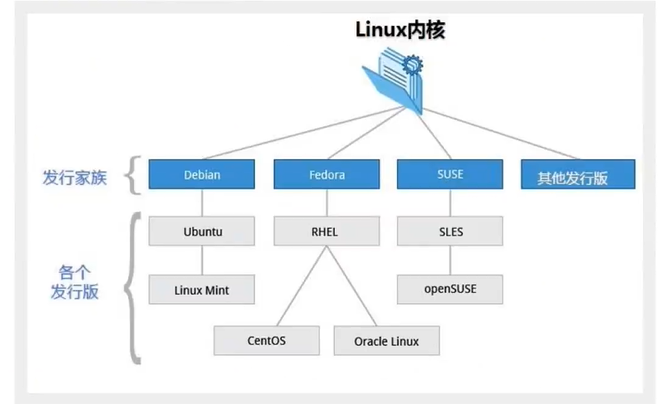 Linux内核
发行家族
Debian
Fedora
SUSE
其他发行版
各个
发行版
Ubuntu
RHEL
SLES
Linux Mint
openSUSE
CentOS
Oracle Linux